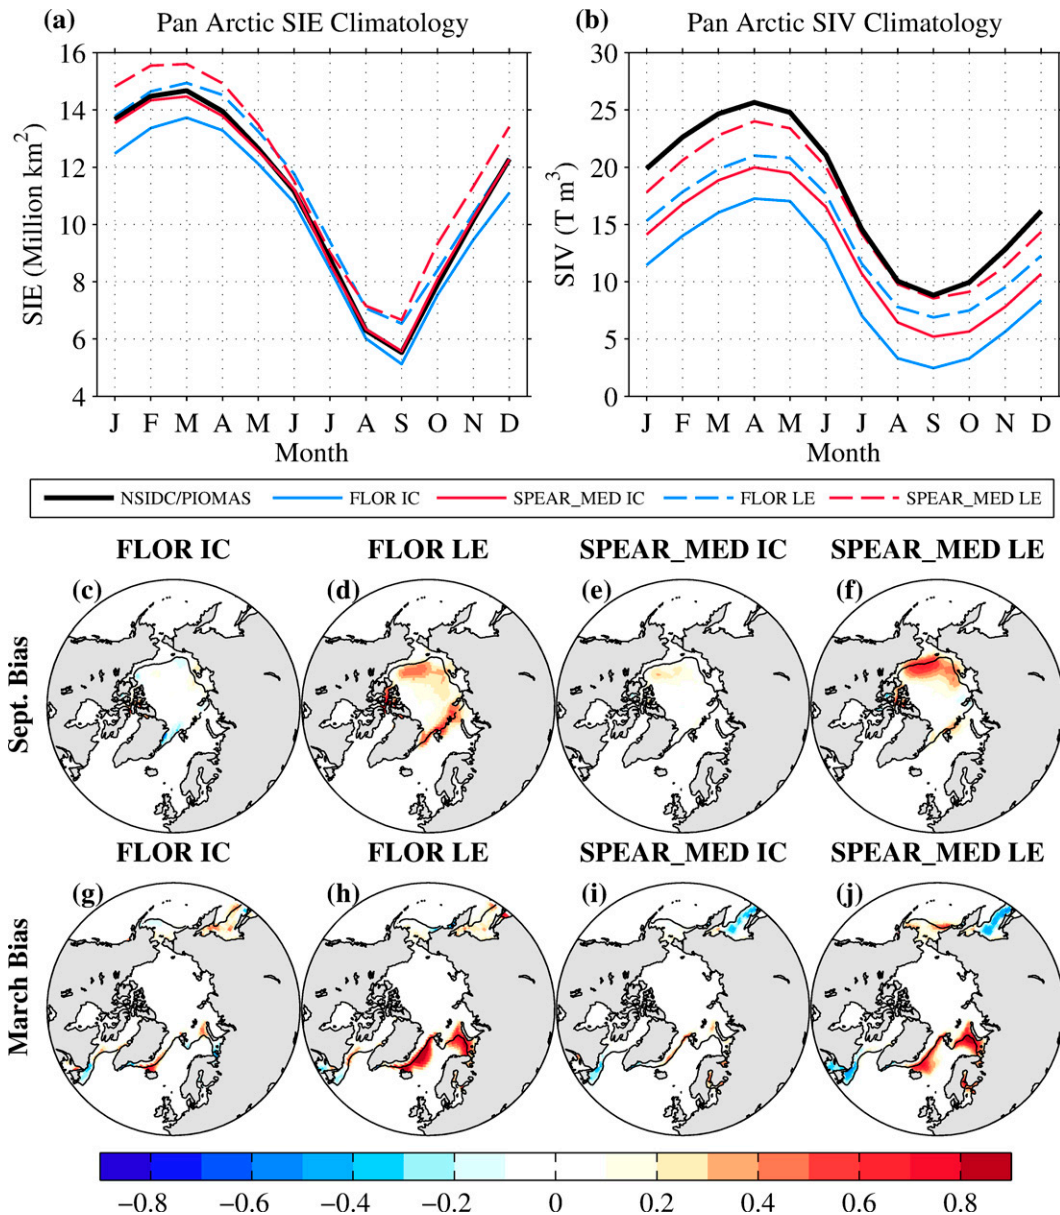 (a) Pan Arctic SIE Climatology
16
14
12
10
8
6
4
SIE (Million km²)
J F M A M J J A S O N D
Month
(b) Pan Arctic SIV Climatology
30
25
20
15
10
5
0
SIV (T m³)
J F M A M J J A S O N D
Month
NSIDC/PIOMAS FLOR IC SPEAR_MED IC FLOR LE SPEAR_MED LE
FLOR IC FLOR LE SPEAR_MED IC SPEAR_MED LE
Sept. Bias
(c) (d) (e) (f)
FLOR IC FLOR LE SPEAR_MED IC SPEAR_MED LE
March Bias
(g) (h) (i) (j)
−0.8 −0.6 −0.4 −0.2 0 0.2 0.4 0.6 0.8